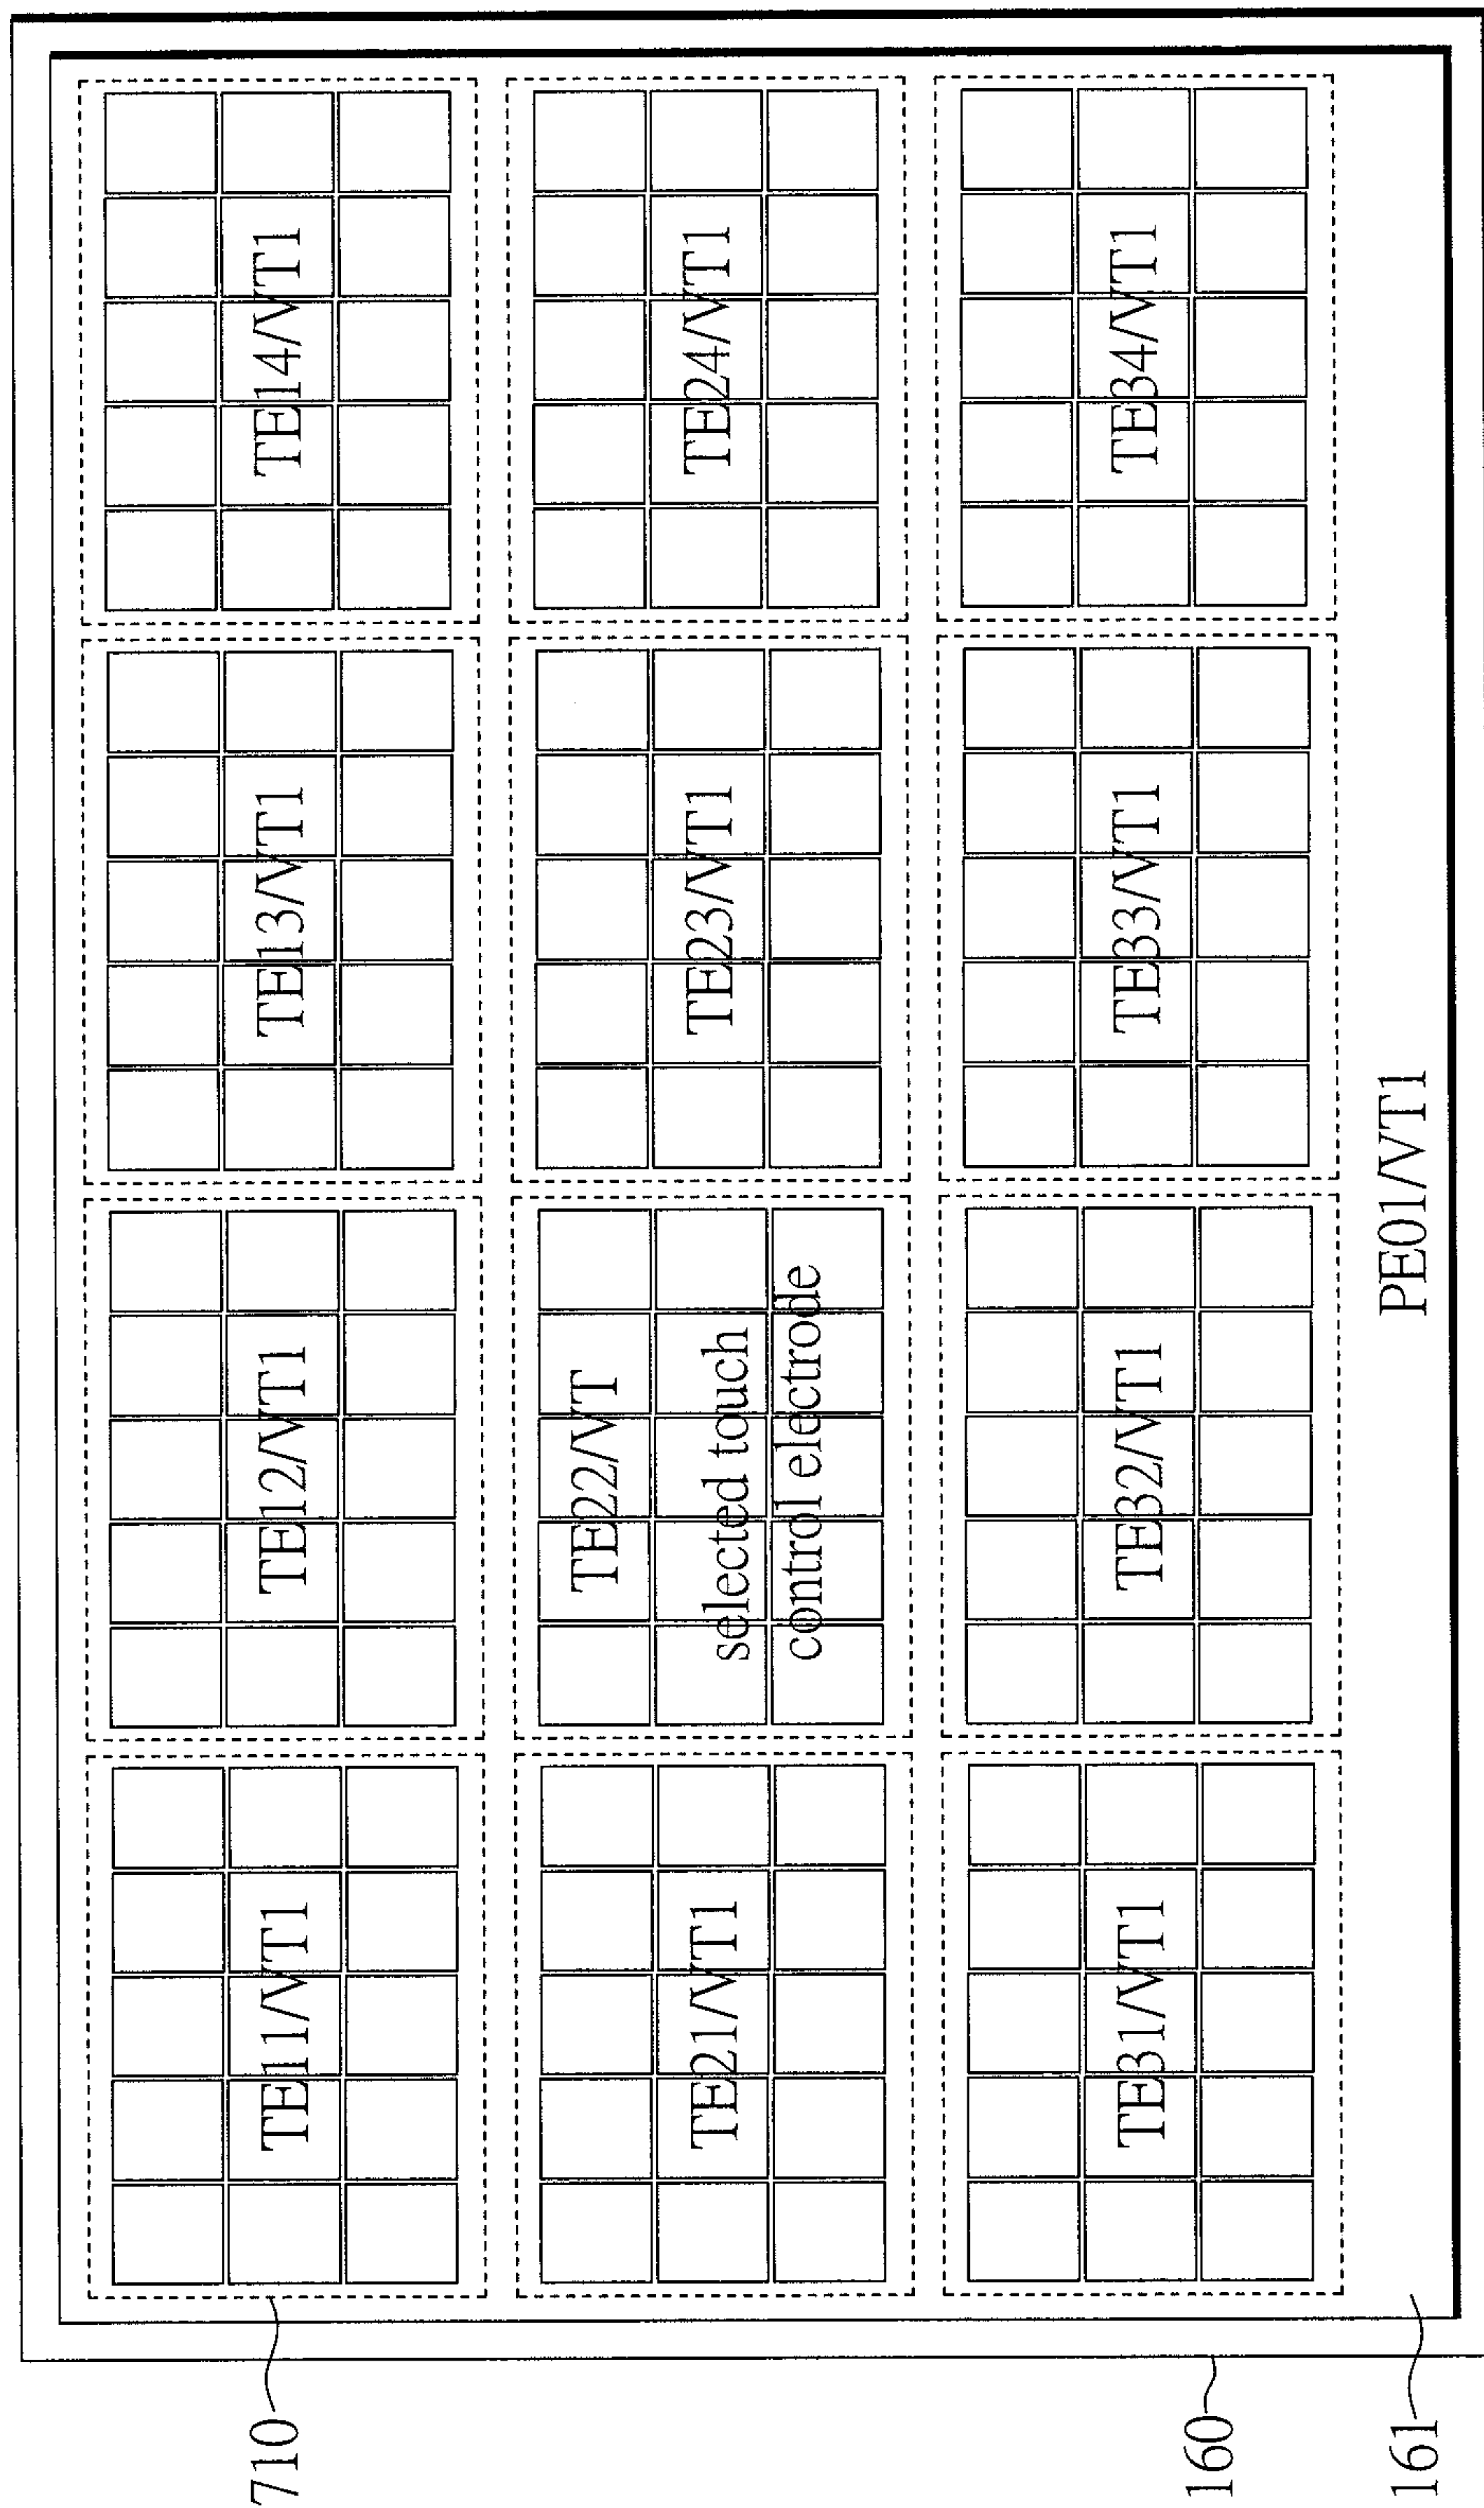 710
TE11/VT1
TE12/VT1
TE13/VT1
TE14/VT1
TE21/VT1
TE22/VT
selected touch
control electrode
TE23/VT1
TE24/VT1
TE31/VT1
TE32/VT1
TE33/VT1
TE34/VT1
160
PE01/VT1
161